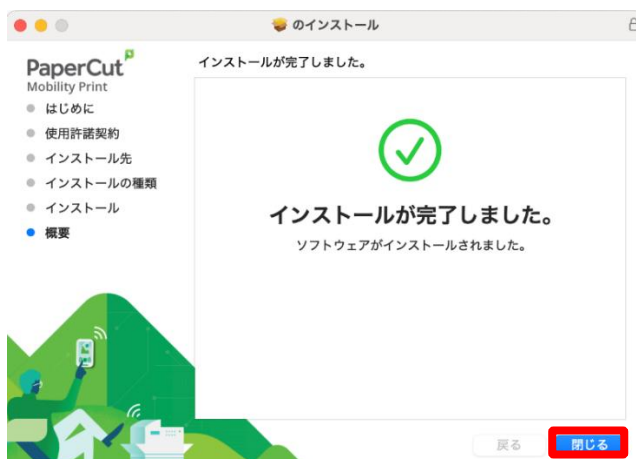 のインストール
PaperCut
Mobility Print
インストールが完了しました。
はじめに
使用許諾契約
インストール先
インストールの種類
インストール
概要
インストールが完了しました。
ソフトウェアがインストールされました。
戻る
閉じる